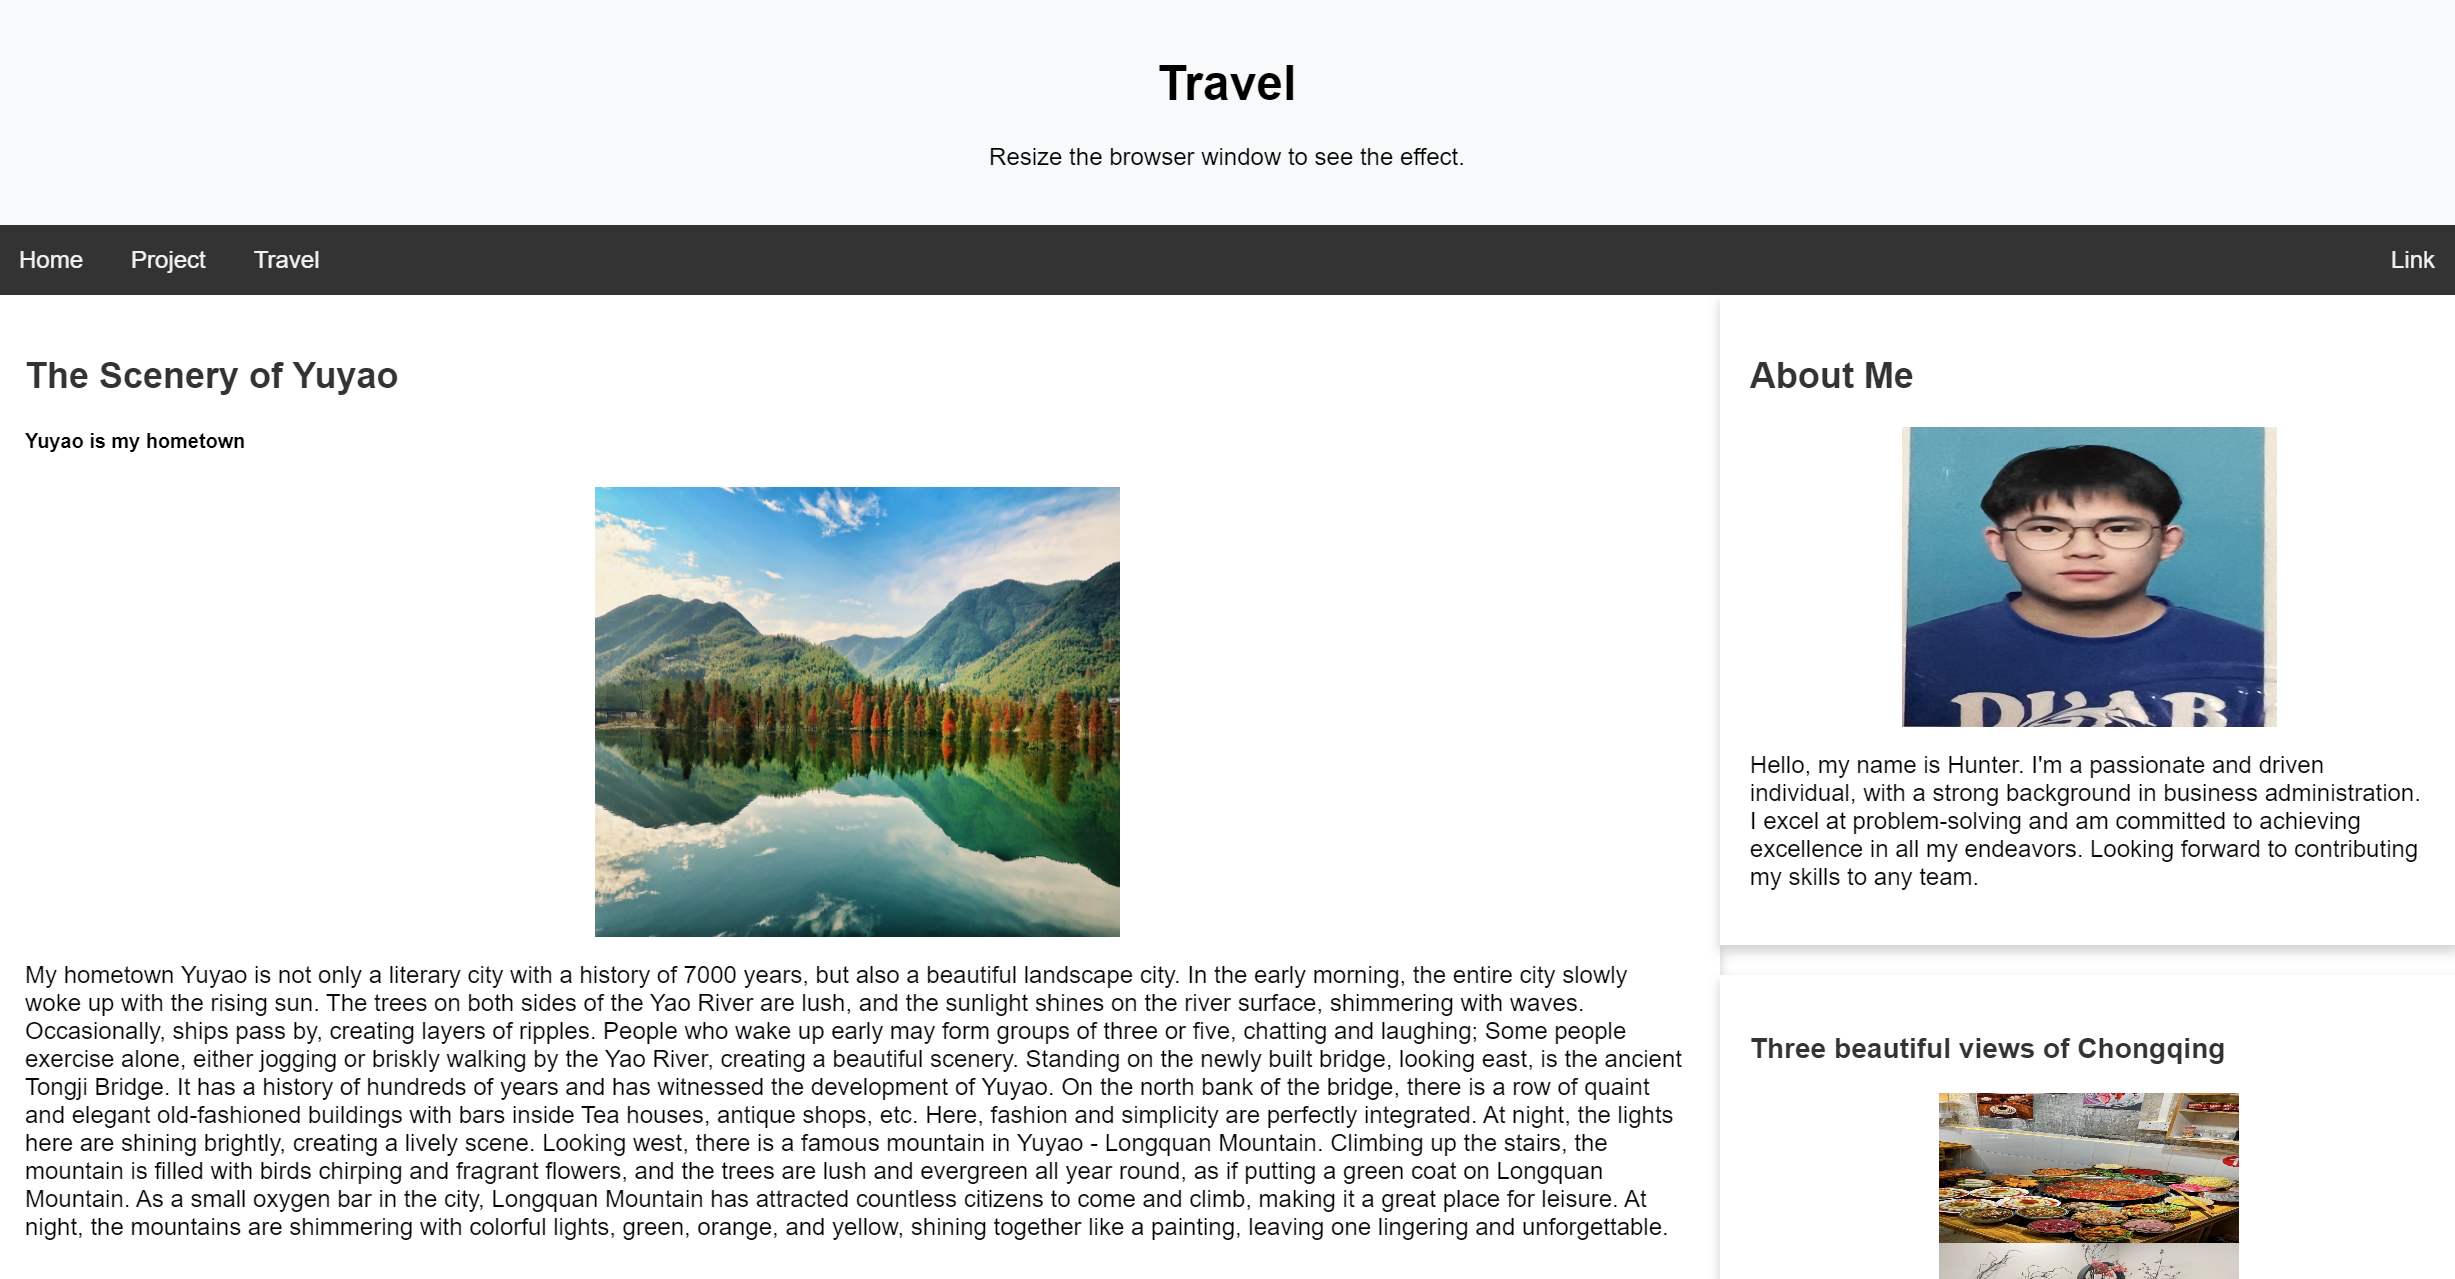 Travel
Resize the browser window to see the effect.
Home
Project
Travel
Link
The Scenery of Yuyao
Yuyao is my hometown
My hometown Yuyao is not only a literary city with a history of 7000 years, but also a beautiful landscape city. In the early morning, the entire city slowly
woke up with the rising sun. The trees on both sides of the Yao River are lush, and the sunlight shines on the river surface, shimmering with waves.
Occasionally, ships pass by, creating layers of ripples. People who wake up early may form groups of three or five, chatting and laughing; Some people
exercise alone, either jogging or briskly walking by the Yao River, creating a beautiful scenery. Standing on the newly built bridge, looking east, is the ancient
Tongji Bridge. It has a history of hundreds of years and has witnessed the development of Yuyao. On the north bank of the bridge, there is a row of quaint
and elegant old-fashioned buildings with bars inside Tea houses, antique shops, etc. Here, fashion and simplicity are perfectly integrated. At night, the lights
here are shining brightly, creating a lively scene. Looking west, there is a famous mountain in Yuyao - Longquan Mountain. Climbing up the stairs, the
mountain is filled with birds chirping and fragrant flowers, and the trees are lush and evergreen all year round, as if putting a green coat on Longquan
Mountain. As a small oxygen bar in the city, Longquan Mountain has attracted countless citizens to come and climb, making it a great place for leisure. At
night, the mountains are shimmering with colorful lights, green, orange, and yellow, shining together like a painting, leaving one lingering and unforgettable.
About Me
Hello, my name is Hunter. I'm a passionate and driven
individual, with a strong background in business administration.
I excel at problem-solving and am committed to achieving
excellence in all my endeavors. Looking forward to contributing
my skills to any team.
Three beautiful views of Chongqing